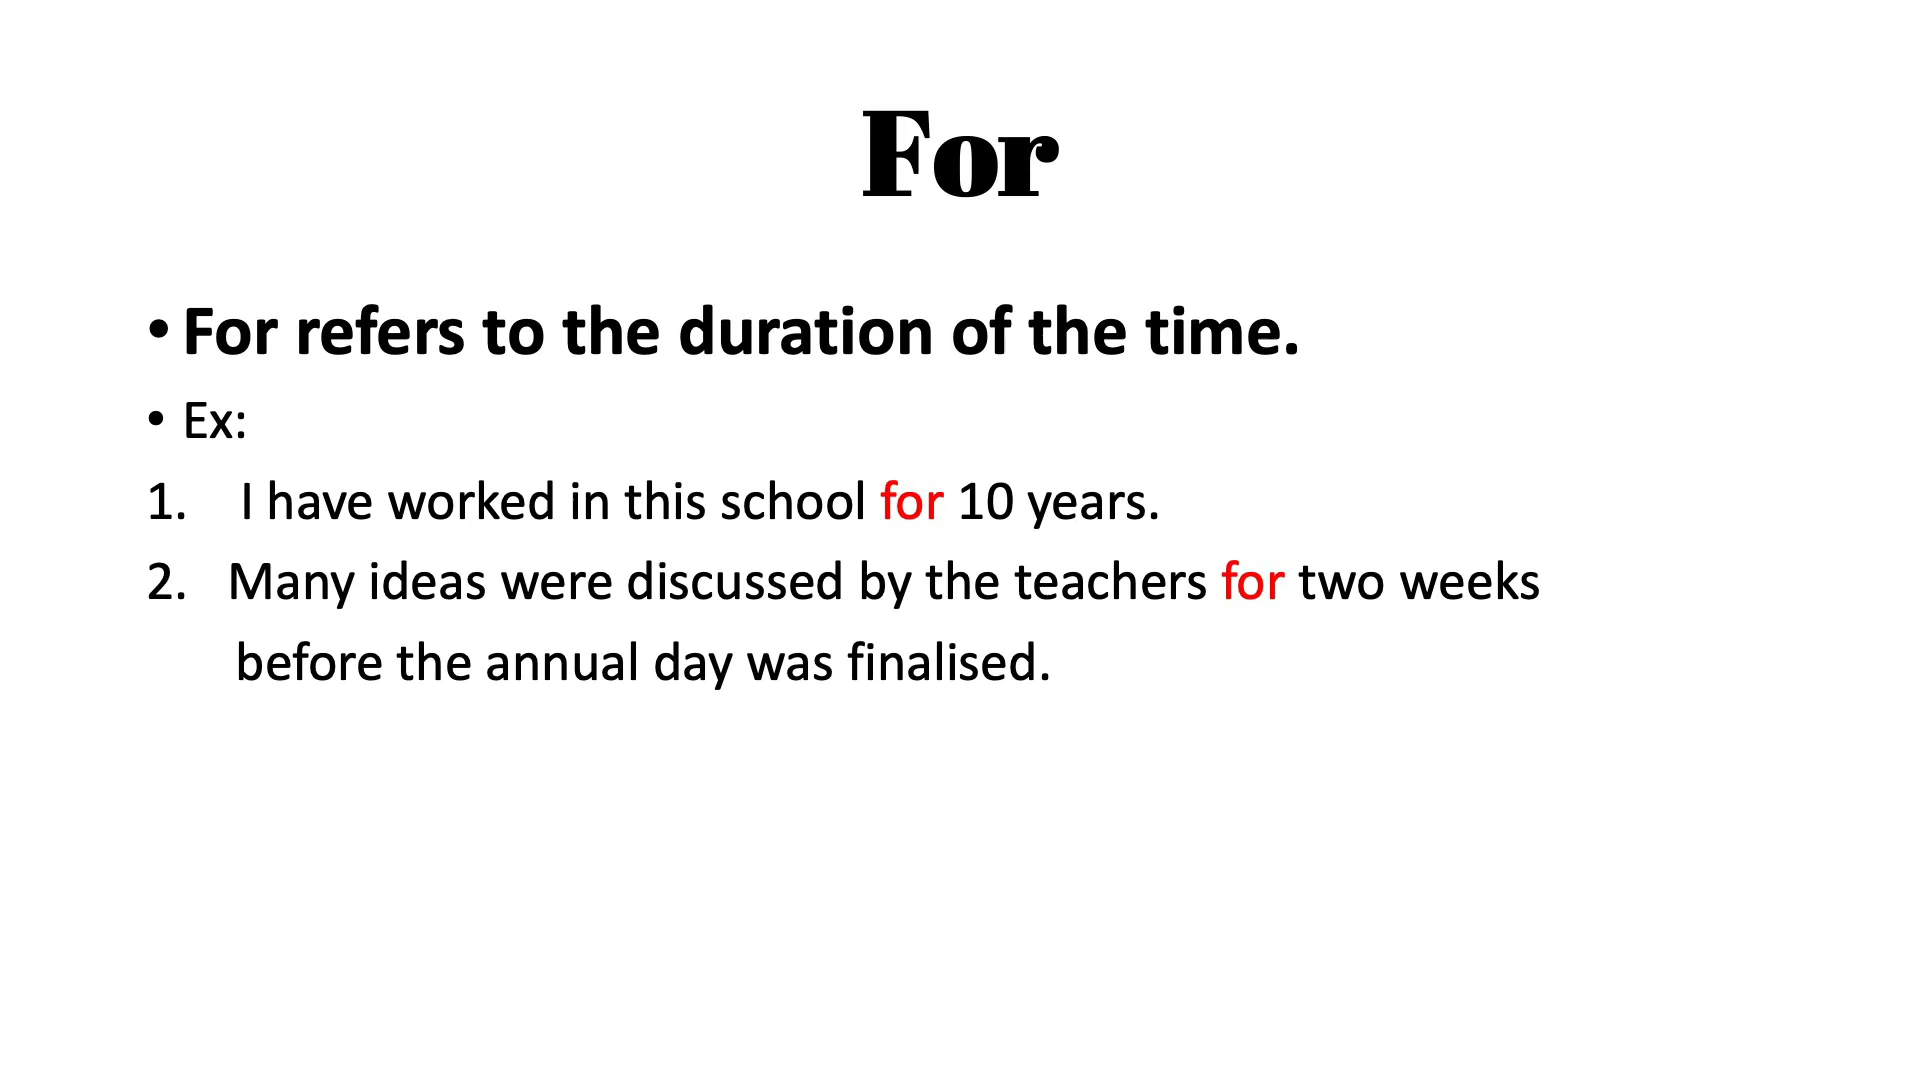 For
• For refers to the duration of the time.
• Ex:
1. I have worked in this school for 10 years.
2. Many ideas were discussed by the teachers for two weeks
before the annual day was finalised.